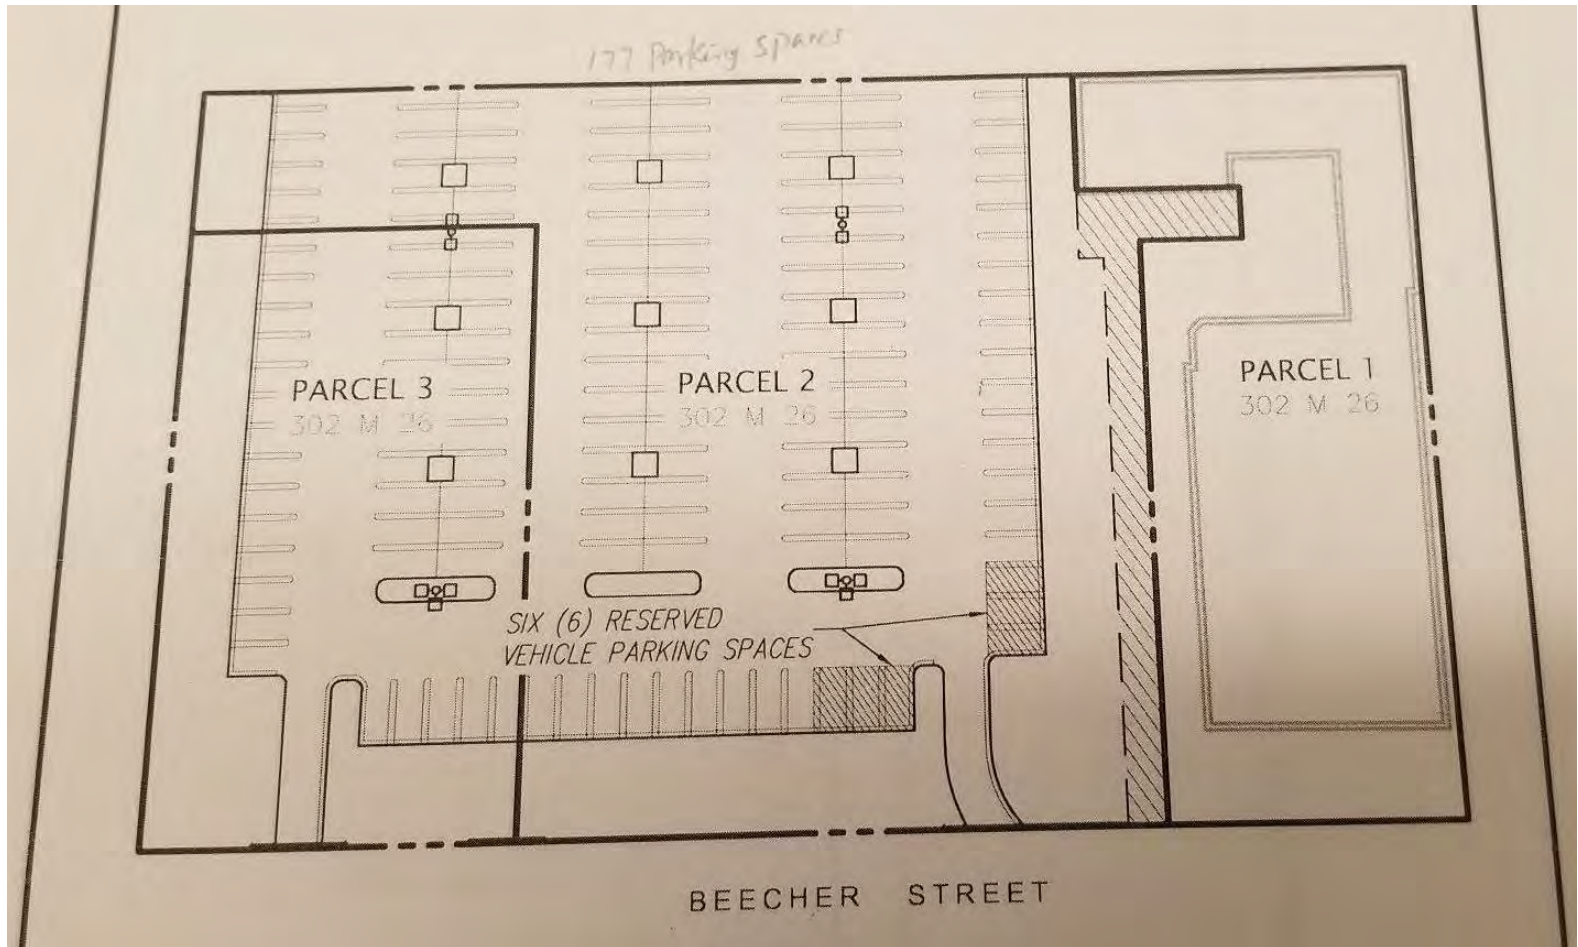 177 Parking Spaces
PARCEL 3
302 M 26
PARCEL 2
302 M 26
PARCEL 1
302 M 26
SIX (6) RESERVED
VEHICLE PARKING SPACES
BEECHER STREET